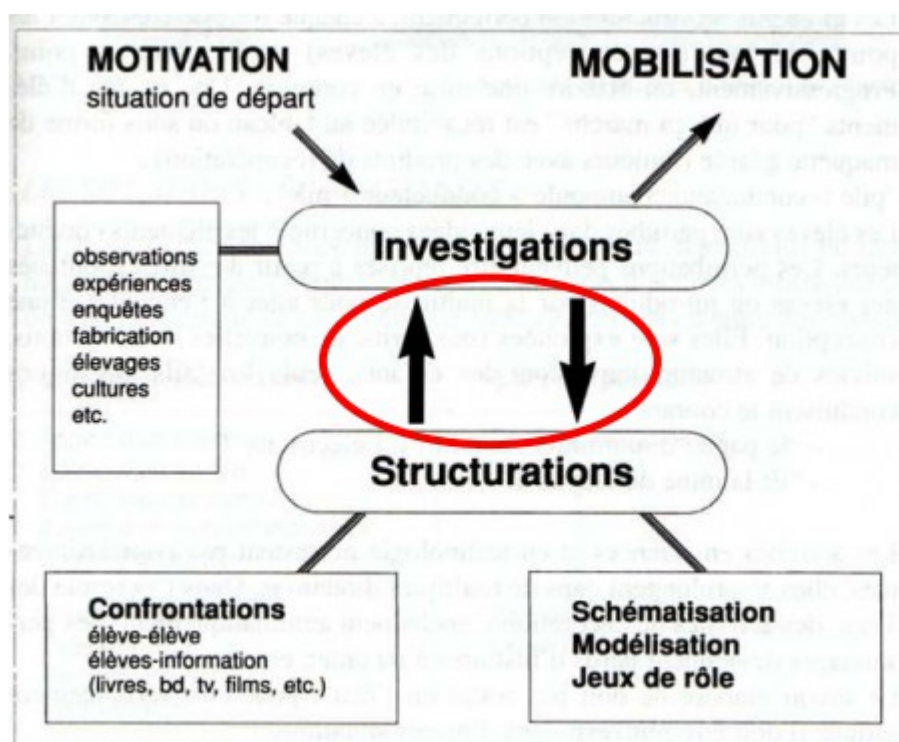 MOTIVATION
situation de départ
MOBILISATION
Investigations
observations
expériences
enquêtes
fabrication
élevages
cultures
etc.
Structurations
Confrontations
élève-élève
élèves-information
(livres, bd, tv, films, etc.)
Schématisation
Modélisation
Jeux de rôle